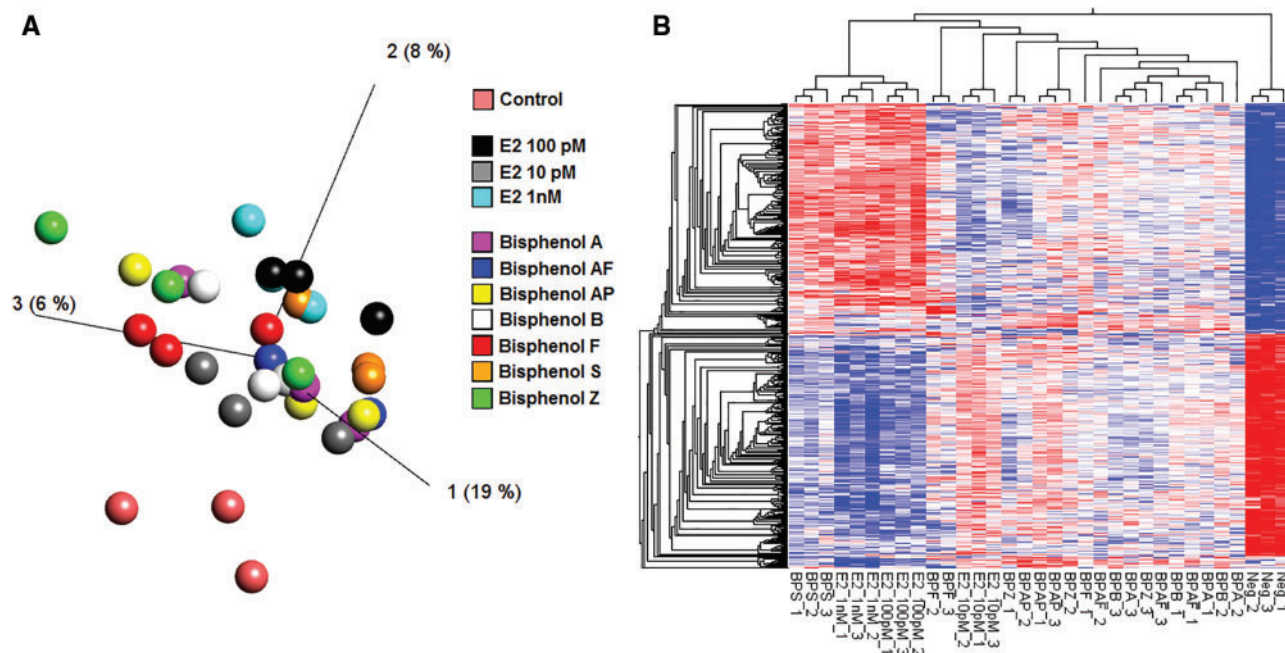 A
2 (8 %)
Control
E2 100 pM
E2 10 pM
E2 1nM
Bisphenol A
Bisphenol AF
Bisphenol AP
Bisphenol B
Bisphenol F
Bisphenol S
Bisphenol Z
3 (6 %)
1 (19 %)
B
BPS_1
BPS_2
BPS_3
E2_1nM_1
E2_1nM_3
E2_1nM_2
E2_100pM_1
E2_100pM_3
E2_100pM_2
BPF_2
BPF_3
E2_10pM_2
E2_10pM_1
E2_10pM_3
BPZ_1
BPAP_2
BPAP_1
BPAP_3
BPZ_2
BPF_1
BPAF_2
BPB_3
BPA_3
BPZ_3
BPAF_3
BPB_1
BPAF_1
BPA_1
BPB_2
BPA_2
Neg_2
Neg_3
Neg_1